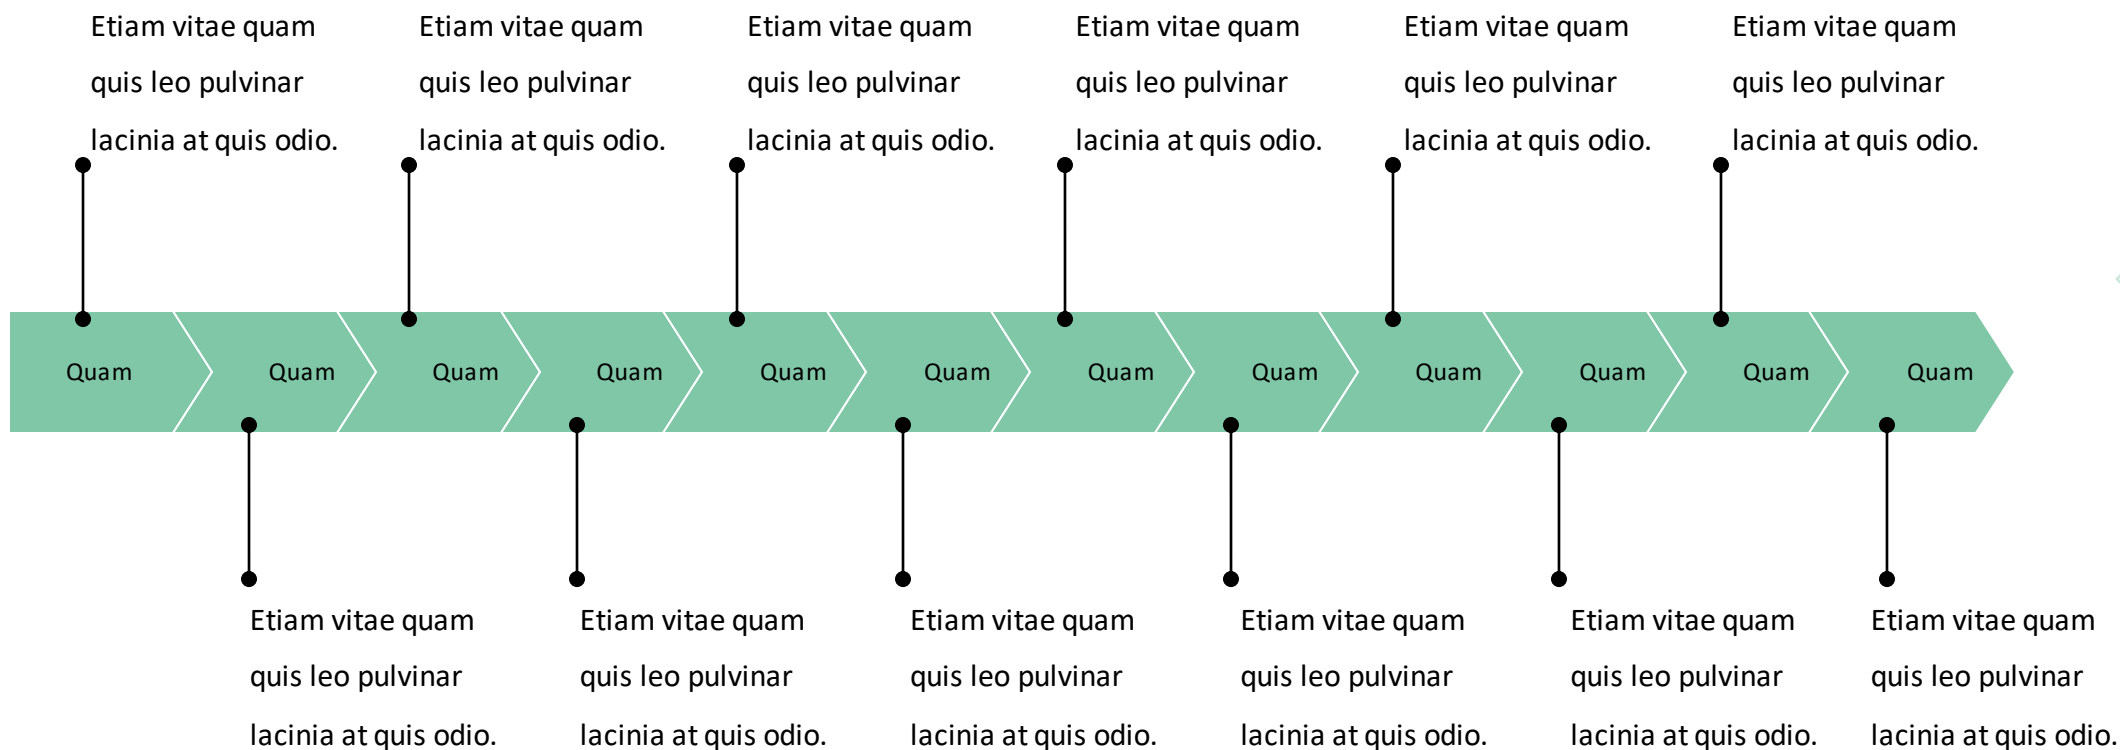 Etiam vitae quam
quis leo pulvinar
lacinia at quis odio.
Etiam vitae quam
quis leo pulvinar
lacinia at quis odio.
Etiam vitae quam
quis leo pulvinar
lacinia at quis odio.
Etiam vitae quam
quis leo pulvinar
lacinia at quis odio.
Etiam vitae quam
quis leo pulvinar
lacinia at quis odio.
Etiam vitae quam
quis leo pulvinar
lacinia at quis odio.
Quam
Quam
Quam
Quam
Quam
Quam
Quam
Quam
Quam
Quam
Quam
Quam
Etiam vitae quam
quis leo pulvinar
lacinia at quis odio.
Etiam vitae quam
quis leo pulvinar
lacinia at quis odio.
Etiam vitae quam
quis leo pulvinar
lacinia at quis odio.
Etiam vitae quam
quis leo pulvinar
lacinia at quis odio.
Etiam vitae quam
quis leo pulvinar
lacinia at quis odio.
Etiam vitae quam
quis leo pulvinar
lacinia at quis odio.